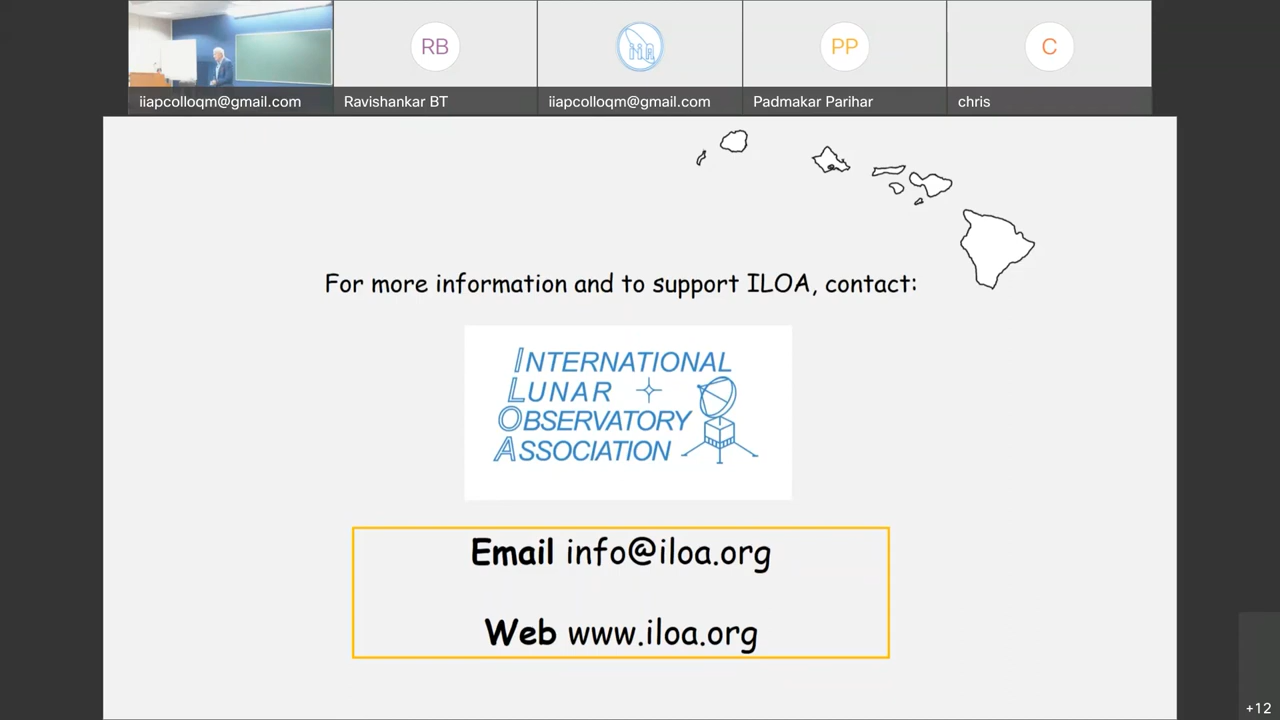 RB
PP
C
iiapcolloqm@gmail.com
Ravishankar BT
iiapcolloqm@gmail.com
Padmakar Parihar
chris
For more information and to support ILOA, contact:
INTERNATIONAL
LUNAR
OBSERVATORY
ASSOCIATION
Email info@iloa.org
Web www.iloa.org
+12